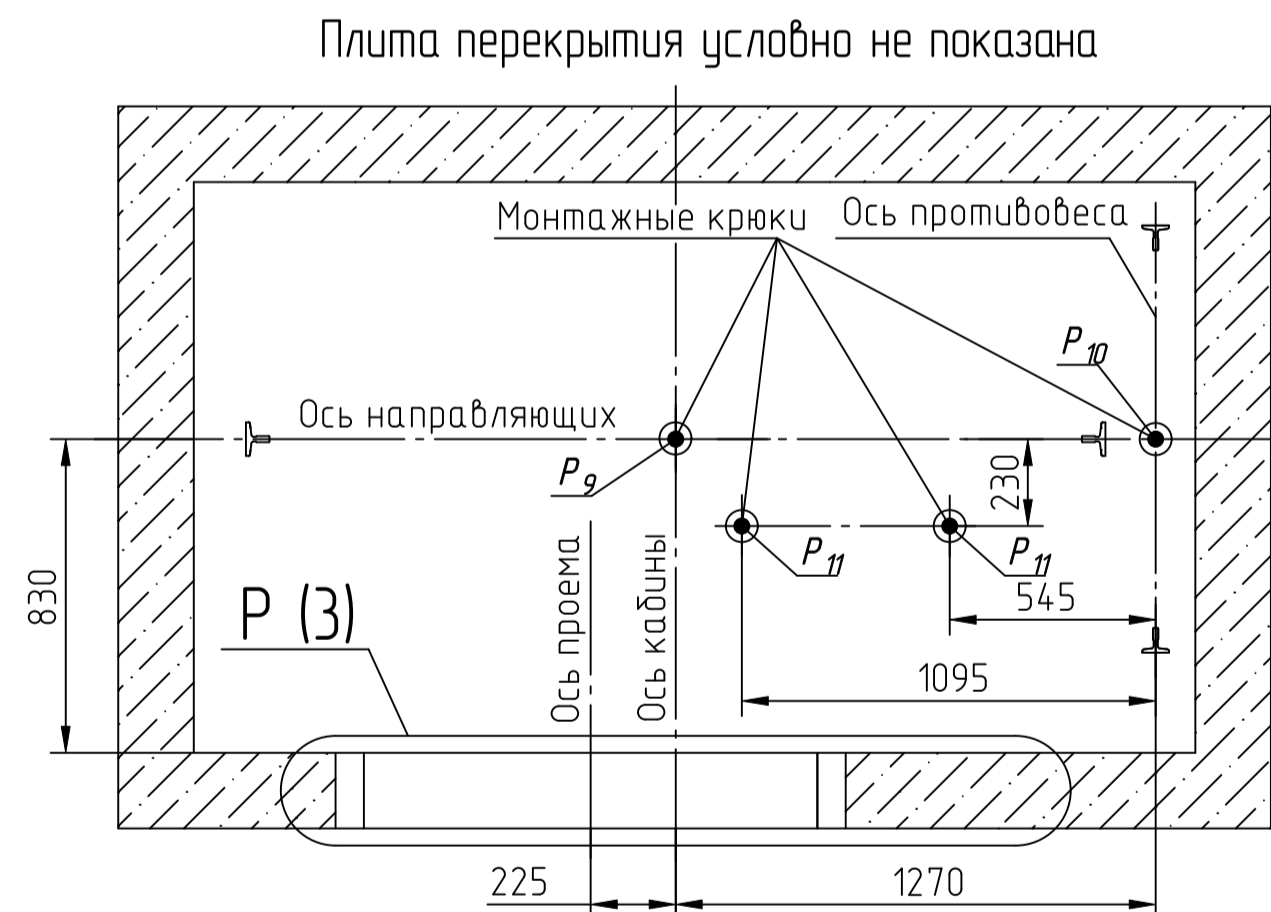 Плита перекрытия условно не показана
Монтажные крюки
Ось противовеса
P10
Ось направляющих
P9
230
P11
P11
830
Ось проема
Ось кабины
545
P (3)
1095
225
1270